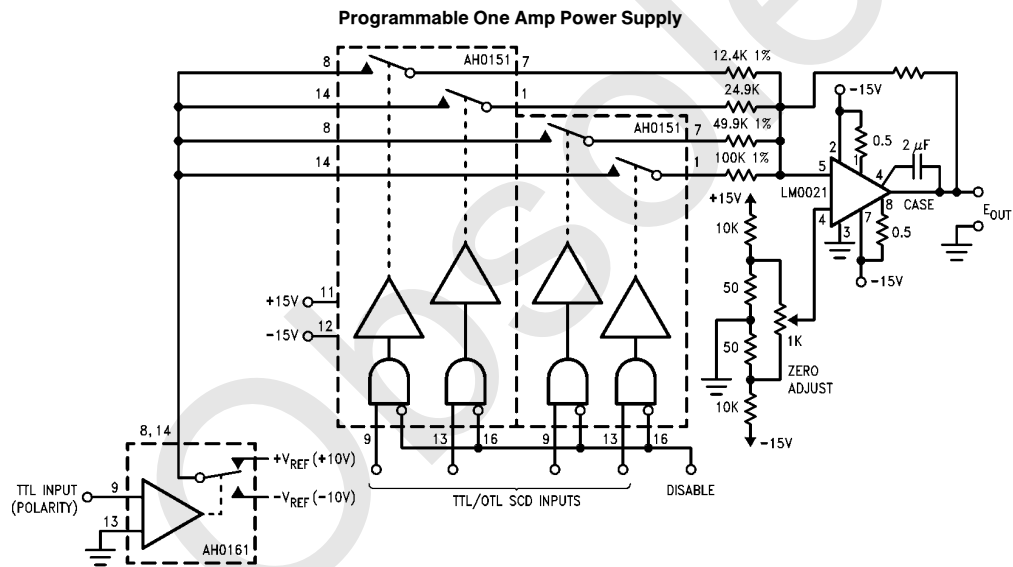 Programmable One Amp Power Supply
8
AH0151
7
12.4K 1%
14
1
24.9K
8
AH0151
7
49.9K 1%
14
1
100K 1%
-15V
2
0.5
1
2 µF
4
5
LM0021
CASE
4
3
7
8
0.5
-15V
EOUT
+15V
10K
50
50
1K
ZERO
ADJUST
10K
-15V
+15V
11
-15V
12
9
13
16
9
13
16
TTL/OTL SCD INPUTS
DISABLE
8, 14
+VREF (+10V)
-VREF (-10V)
TTL INPUT
(POLARITY)
9
13
AH0161
Obsole